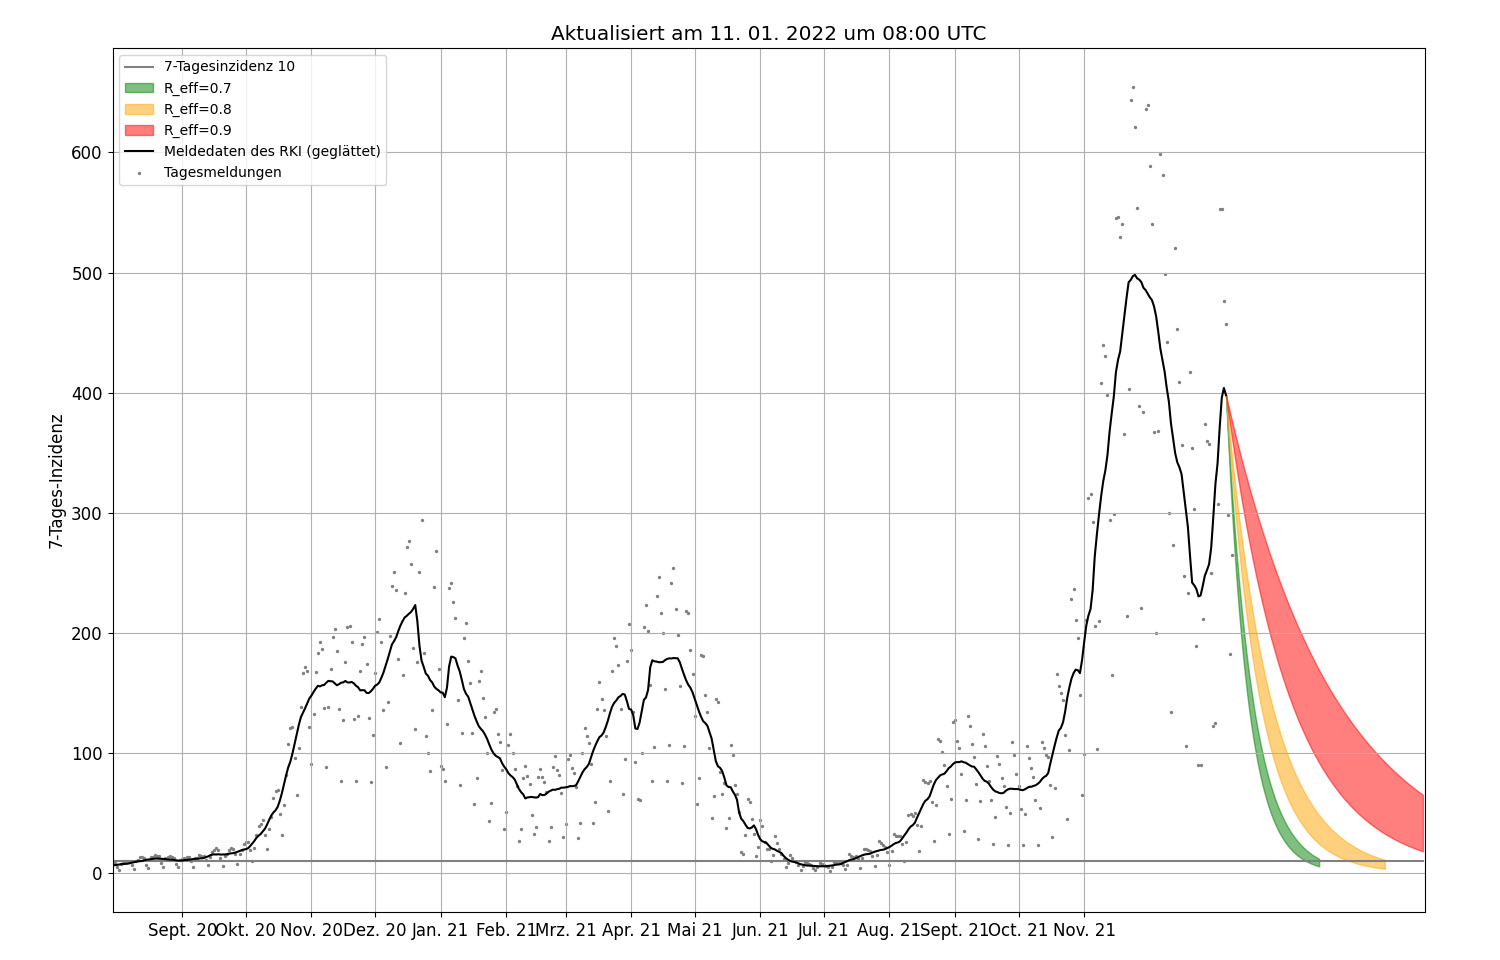 Aktualisiert am 11. 01. 2022 um 08:00 UTC
7-Tagesinzidenz 10
R_eff=0.7
R_eff=0.8
R_eff=0.9
Meldedaten des RKI (geglättet)
Tagesmeldungen
7-Tages-Inzidenz
600
500
400
300
200
100
0
Sept. 20 Okt. 20 Nov. 20 Dez. 20 Jan. 21 Feb. 21 Mrz. 21 Apr. 21 Mai 21 Jun. 21 Jul. 21 Aug. 21 Sept. 21 Oct. 21 Nov. 21